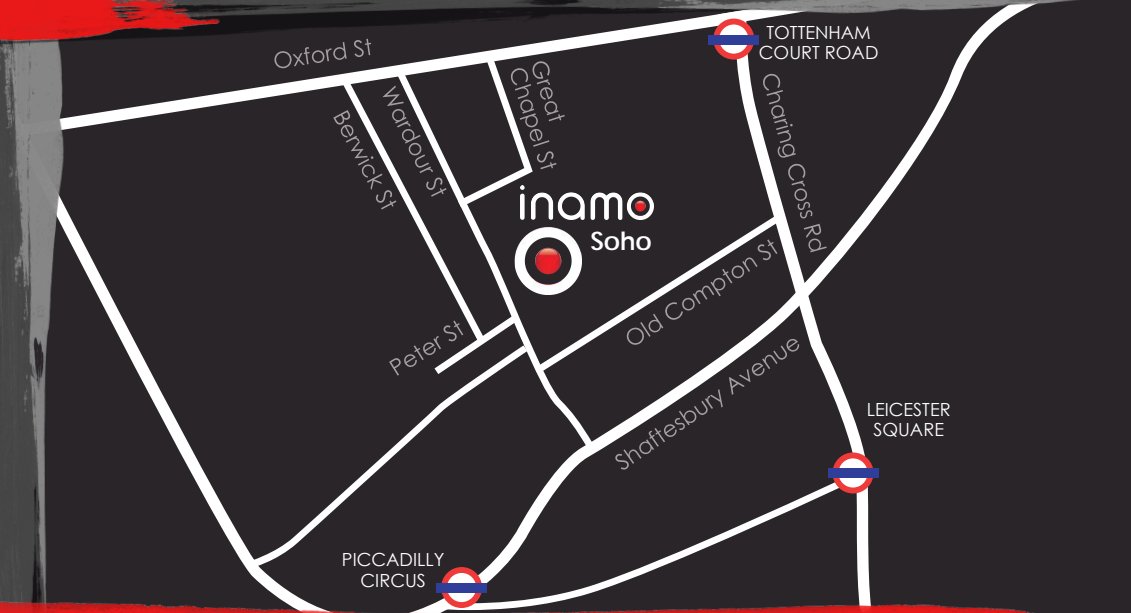 TOTTENHAM
COURT ROAD
Oxford St
Great
Chapel St
Wardour St
Berwick St
Charing Cross Rd
inamo
Soho
Old Compton St
Peter St
Shaftesbury Avenue
LEICESTER
SQUARE
PICCADILLY
CIRCUS